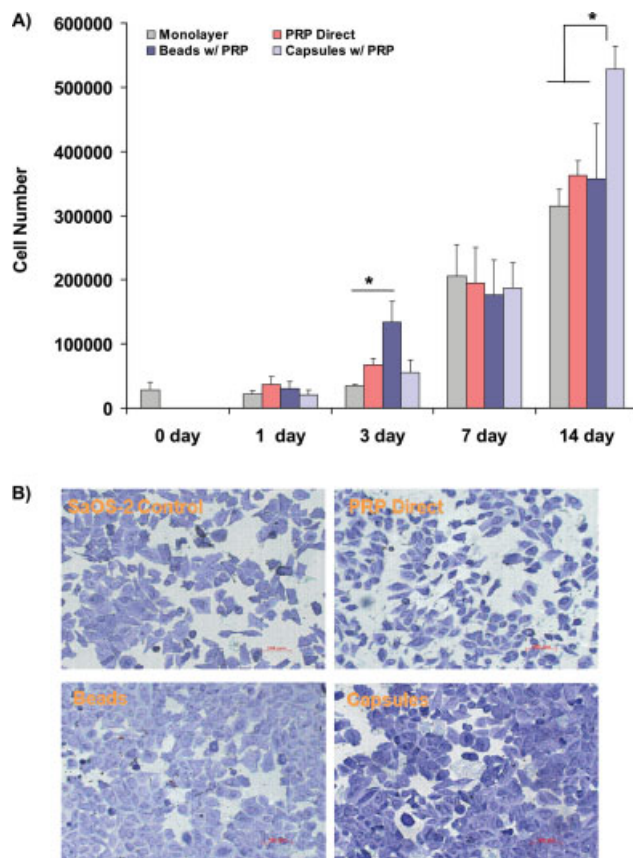 A)
Monolayer PRP Direct
Beads w/ PRP Capsules w/ PRP
*
600000
500000
400000
300000
200000
100000
0
Cell Number
*
0 day 1 day 3 day 7 day 14 day
B)
SaOS-2 Control PRP Direct
Beads Capsules